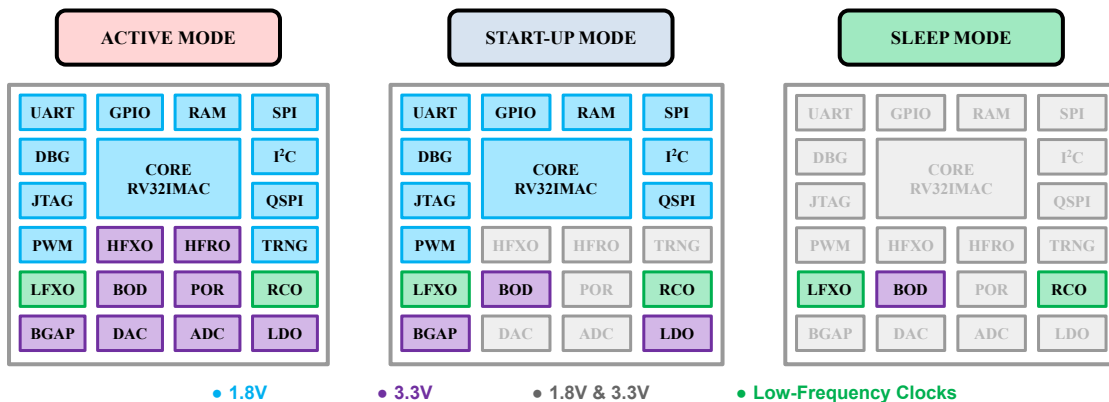 ACTIVE MODE
START-UP MODE
SLEEP MODE
UART GPIO RAM SPI
DBG
CORE
RV32IMAC
I²C
JTAG
QSPI
PWM HFXO HFRO TRNG
LFXO BOD POR RCO
BGAP DAC ADC LDO
UART GPIO RAM SPI
DBG
CORE
RV32IMAC
I²C
JTAG
QSPI
PWM HFXO HFRO TRNG
LFXO BOD POR RCO
BGAP DAC ADC LDO
UART GPIO RAM SPI
DBG
CORE
RV32IMAC
I²C
JTAG
QSPI
PWM HFXO HFRO TRNG
LFXO BOD POR RCO
BGAP DAC ADC LDO
● 1.8V ● 3.3V ● 1.8V & 3.3V ● Low-Frequency Clocks